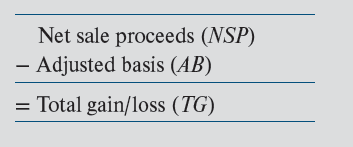 Net sale proceeds (NSP)
− Adjusted basis (AB)
= Total gain/loss (TG)